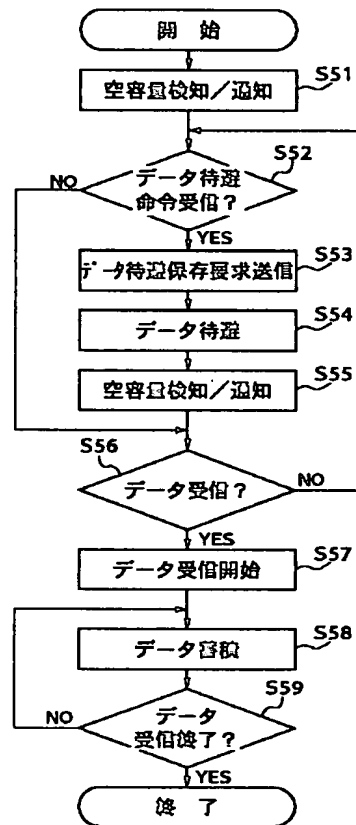 開 始
空容量検知／通知
S51
S52
データ待避
命令受信？
NO
YES
データ待避保存要求送信
S53
データ待避
S54
空容量検知／通知
S55
S56
データ受信？
NO
YES
データ受信開始
S57
データ蓄積
S58
S59
データ
受信終了？
NO
YES
終 了